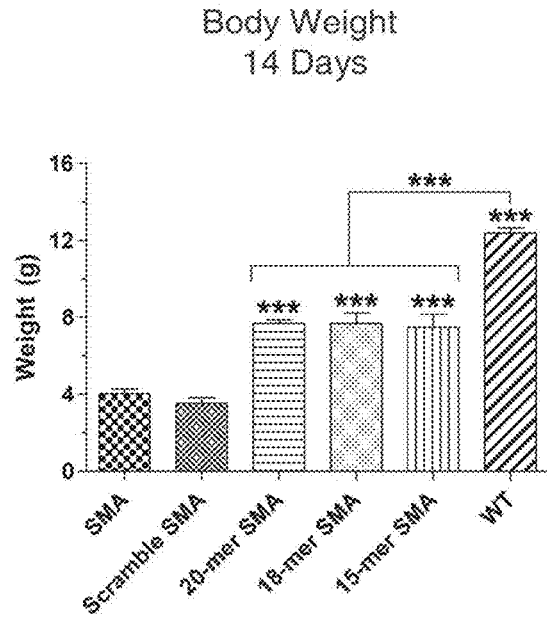 Body Weight
14 Days
16
***
***
12
***
***
***
8
4
0
Weight (g)
SMA
Scramble SMA
20-mer SMA
18-mer SMA
15-mer SMA
WT